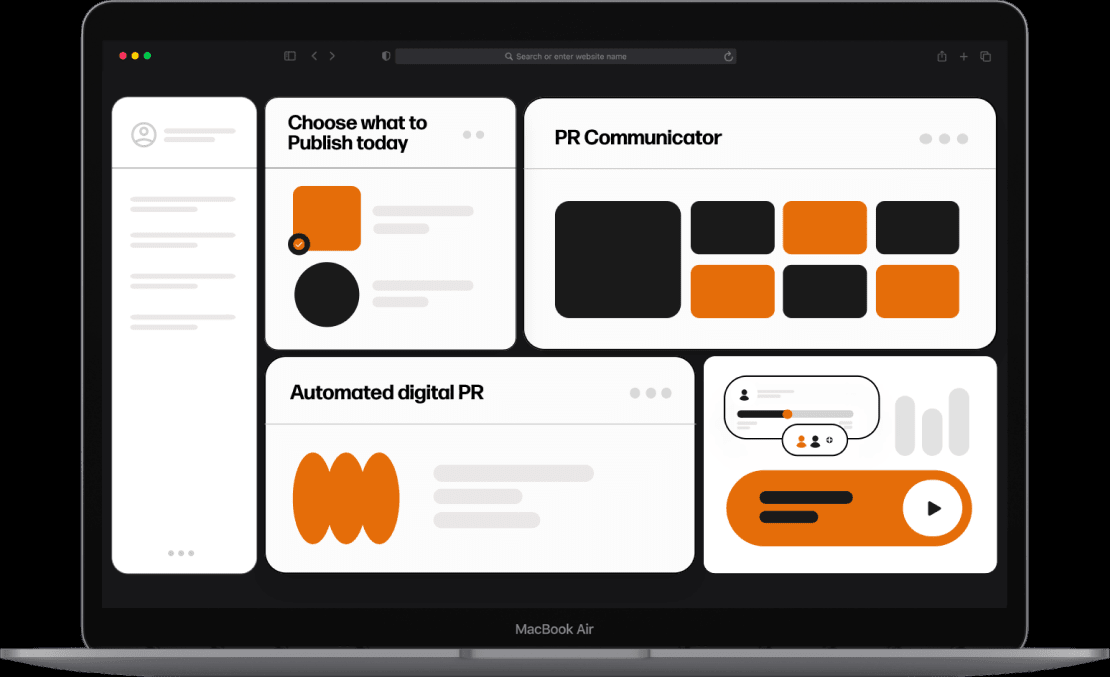 Search or enter website name
Choose what to
Publish today
PR Communicator
Automated digital PR
MacBook Air